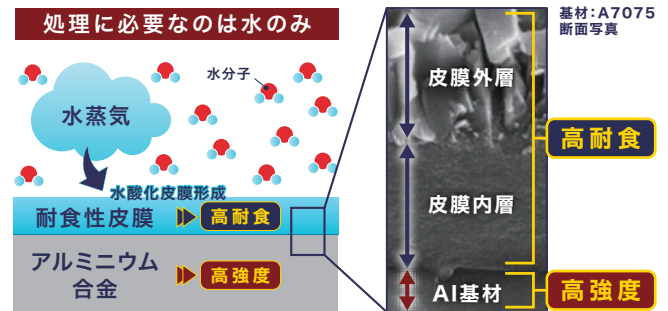 処理に必要なのは水のみ
水分子
水蒸気
水酸化皮膜形成
耐食性皮膜
高耐食
アルミニウム
合金
高強度
基材:A7075
断面写真
皮膜外層
皮膜内層
高耐食
Al基材
高強度